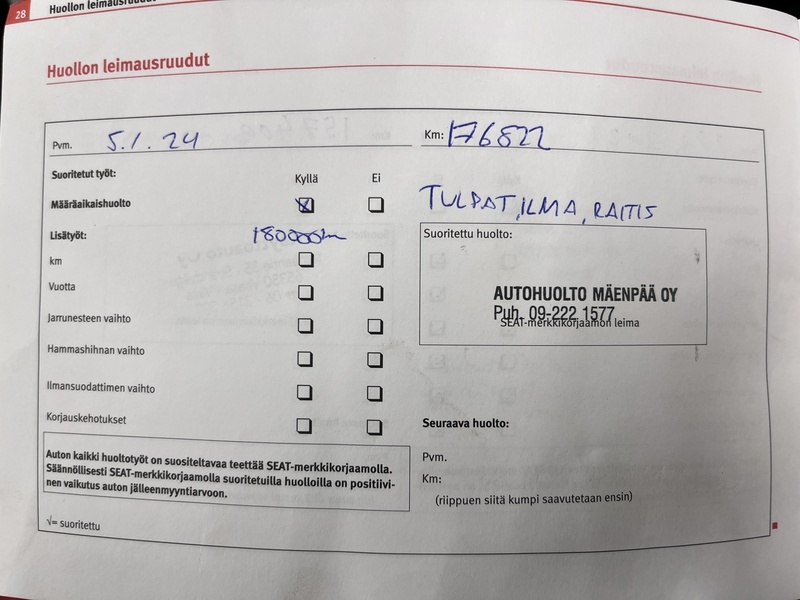 28
Huollon leimausruudut
Huollon leimausruudut
Pvm. 5.1.24
Km: 176822
Suoritetut työt:
Kyllä Ei
Määräaikaishuolto
TULPAT, ILMA, RAITIS
Lisätyöt: 180000km
Suoritettu huolto:
km
Vuotta
AUTOHUOLTO MÄENPÄÄ OY
Puh. 09-222 1577
SEAT-merkkikorjaamon leima
Jarrunesteen vaihto
Hammashihnan vaihto
Ilmansuodattimen vaihto
Korjauskehotukset
Seuraava huolto:
Pvm.
Km:
(riippuen siitä kumpi saavutetaan ensin)
Auton kaikki huoltotyöt on suositeltavaa teettää SEAT-merkkikorjaamolla.
Säännöllisesti SEAT-merkkikorjaamolla suoritetuilla huolloilla on positiivi-
nen vaikutus auton jälleenmyyntiarvoon.
√= suoritettu